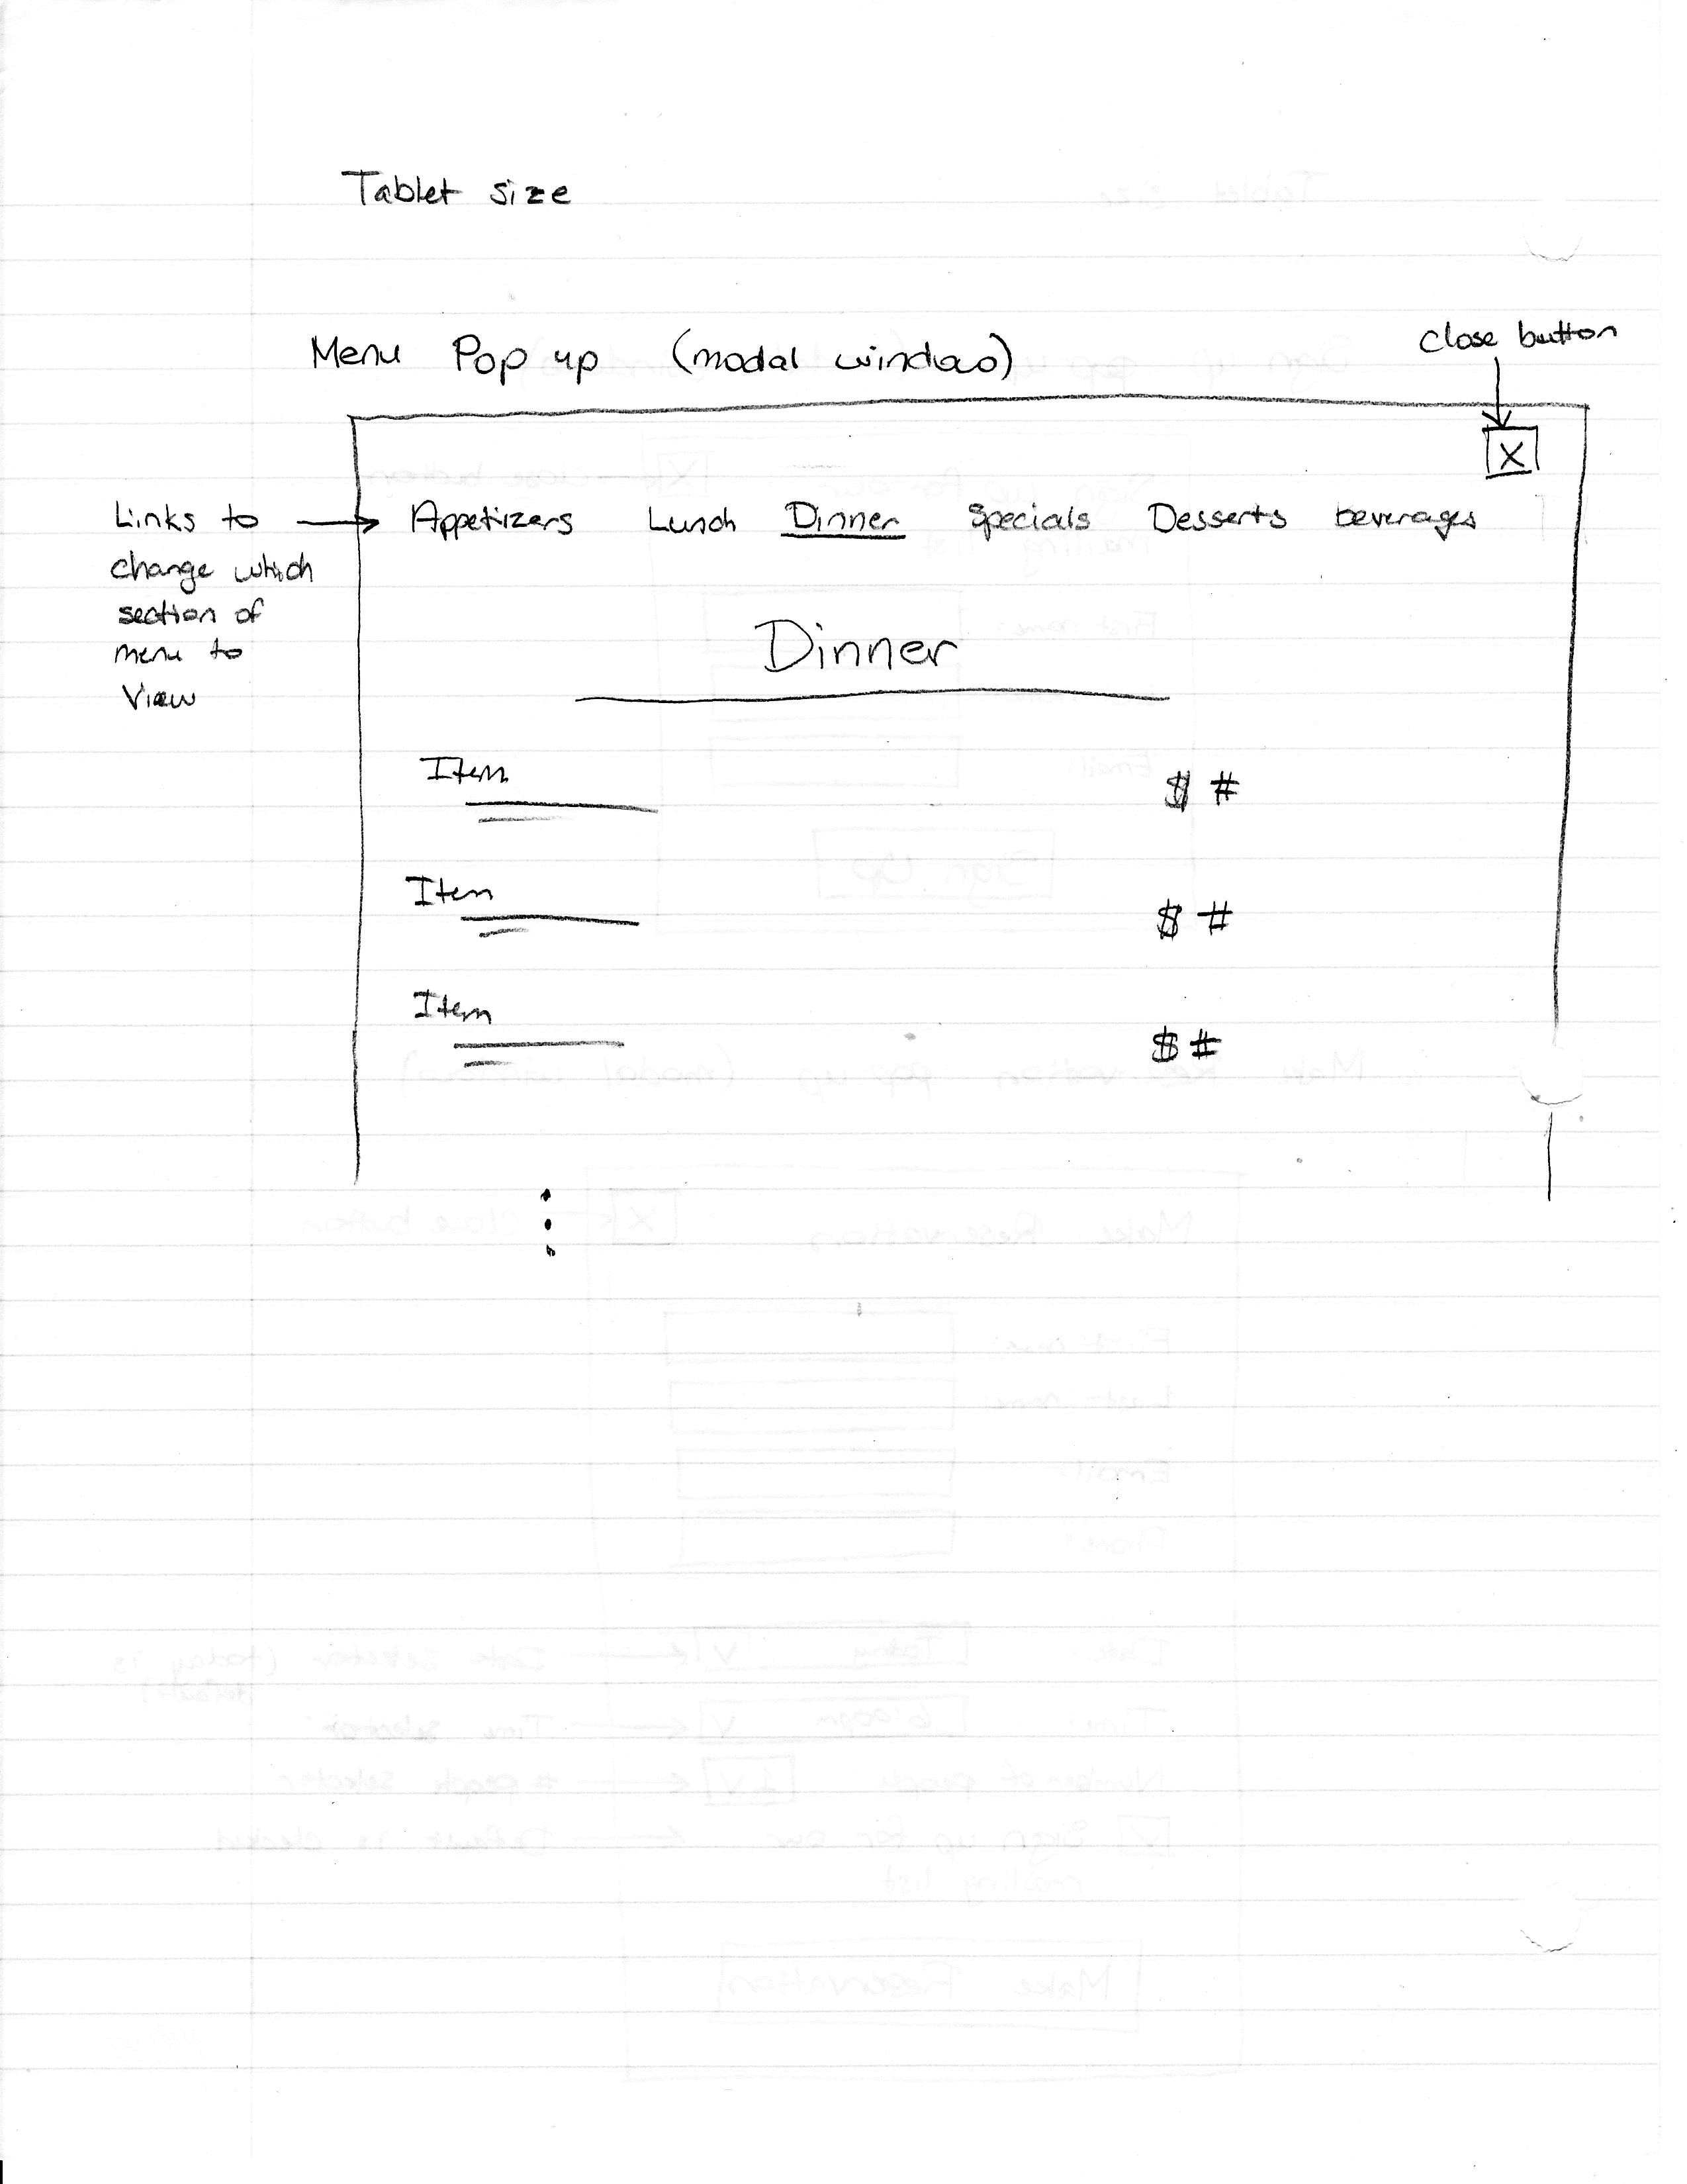 Tablet size
Menu Pop up (modal window)
close button
X
Links to
change which
section of
menu to
view
Appetizers Lunch Dinner Specials Desserts beverages
Dinner
Item
$ #
Item
$ #
Item
$ #